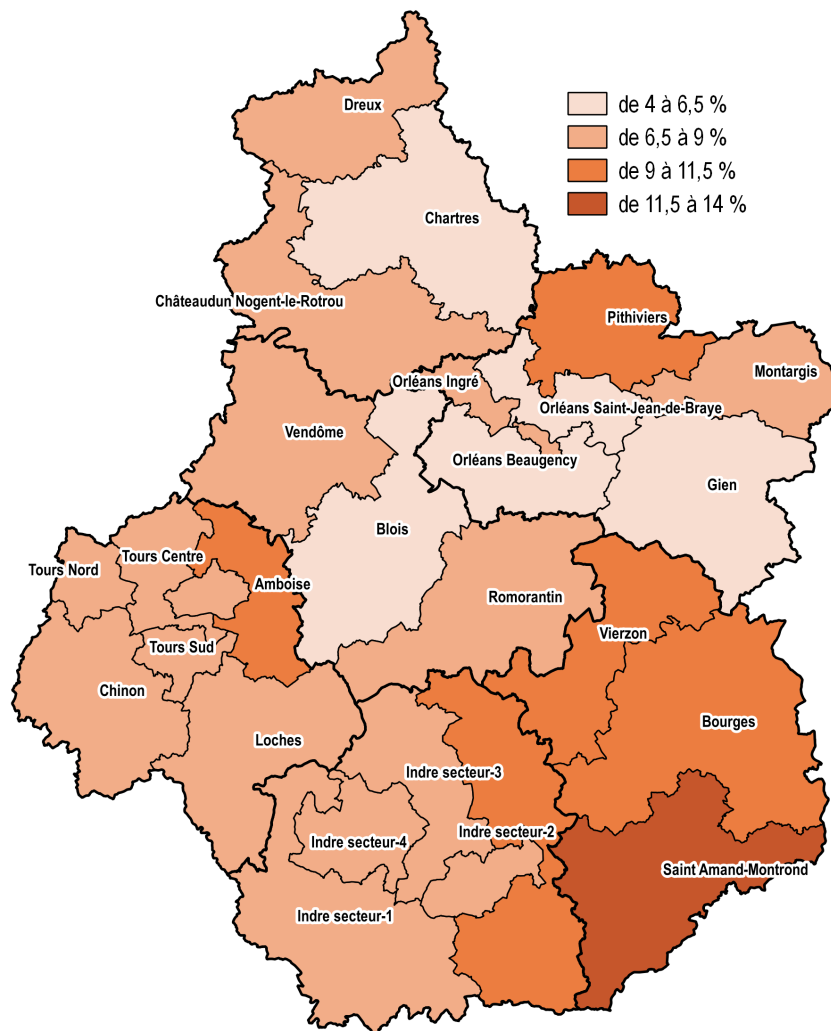 Dreux
de 4 à 6,5 %
de 6,5 à 9 %
de 9 à 11,5 %
de 11,5 à 14 %
Chartres
Châteaudun Nogent-le-Rotrou
Pithiviers
Montargis
Orléans Ingré
Orléans Saint-Jean-de-Braye
Vendôme
Orléans Beaugency
Gien
Blois
Tours Centre
Tours Nord
Amboise
Romorantin
Vierzon
Tours Sud
Chinon
Bourges
Loches
Indre secteur-3
Indre secteur-2
Indre secteur-4
Saint Amand-Montrond
Indre secteur-1